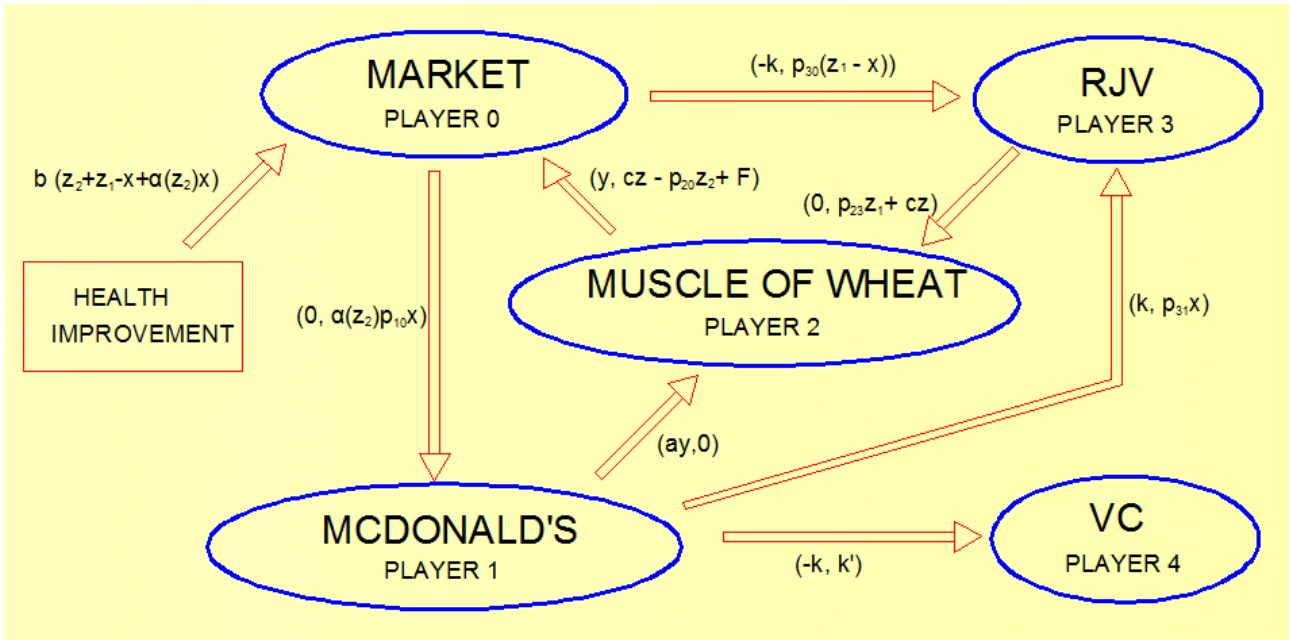 MARKET
PLAYER 0
(-k, p₃₀(z₁ - x))
RJV
PLAYER 3
b (z₂+z₁-x+α(z₂)x)
(y, cz - p₂₀z₂+ F)
(0, p₂₃z₁+ cz)
HEALTH
IMPROVEMENT
(0, α(z₂)p₁₀x)
MUSCLE OF WHEAT
PLAYER 2
(k, p₃₁x)
(ay,0)
MCDONALD'S
PLAYER 1
(-k, k')
VC
PLAYER 4